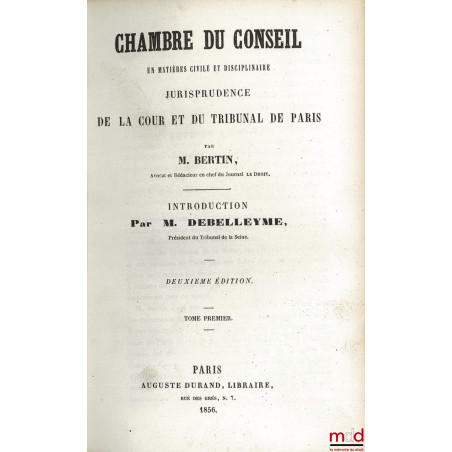 CHAMBRE DU CONSEIL
EN MATIÈRES CIVILE ET DISCIPLINAIRE
JURISPRUDENCE
DE LA COUR ET DU TRIBUNAL DE PARIS
PAR
M. BERTIN,
Avocat et Rédacteur en chef du Journal LE DROIT.
INTRODUCTION
Par M. DEBELLEYME,
Président du Tribunal de la Seine.
DEUXIEME ÉDITION.
TOME PREMIER.
PARIS
AUGUSTE DURAND, LIBRAIRE,
RUE DES GRÉS, N. 7.
1856.
mdd
la mémoire du droit